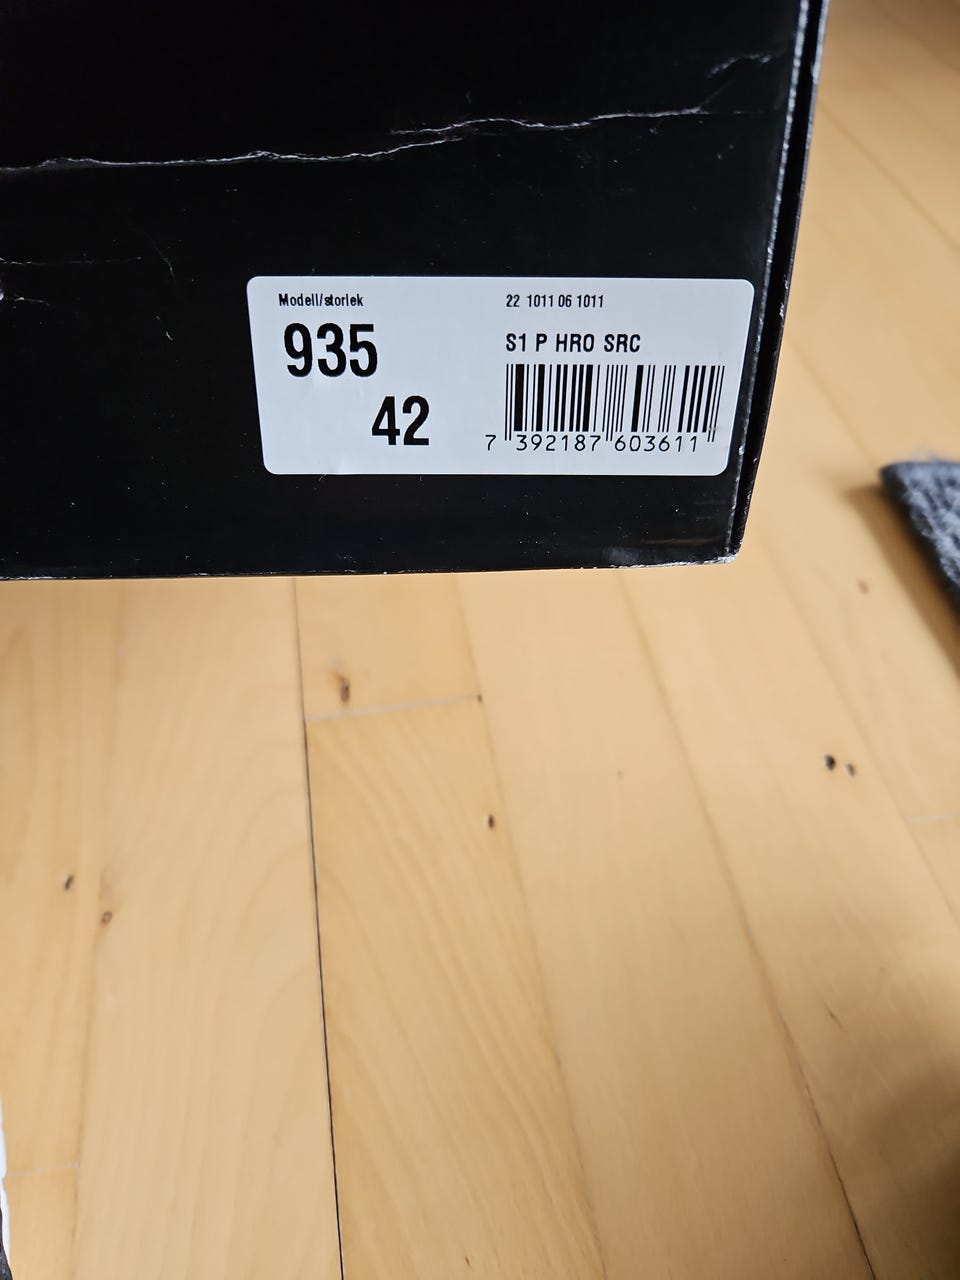 Modell/storlek
935
42
22 1011 06 1011
S1 P HRO SRC
7 392187 603611